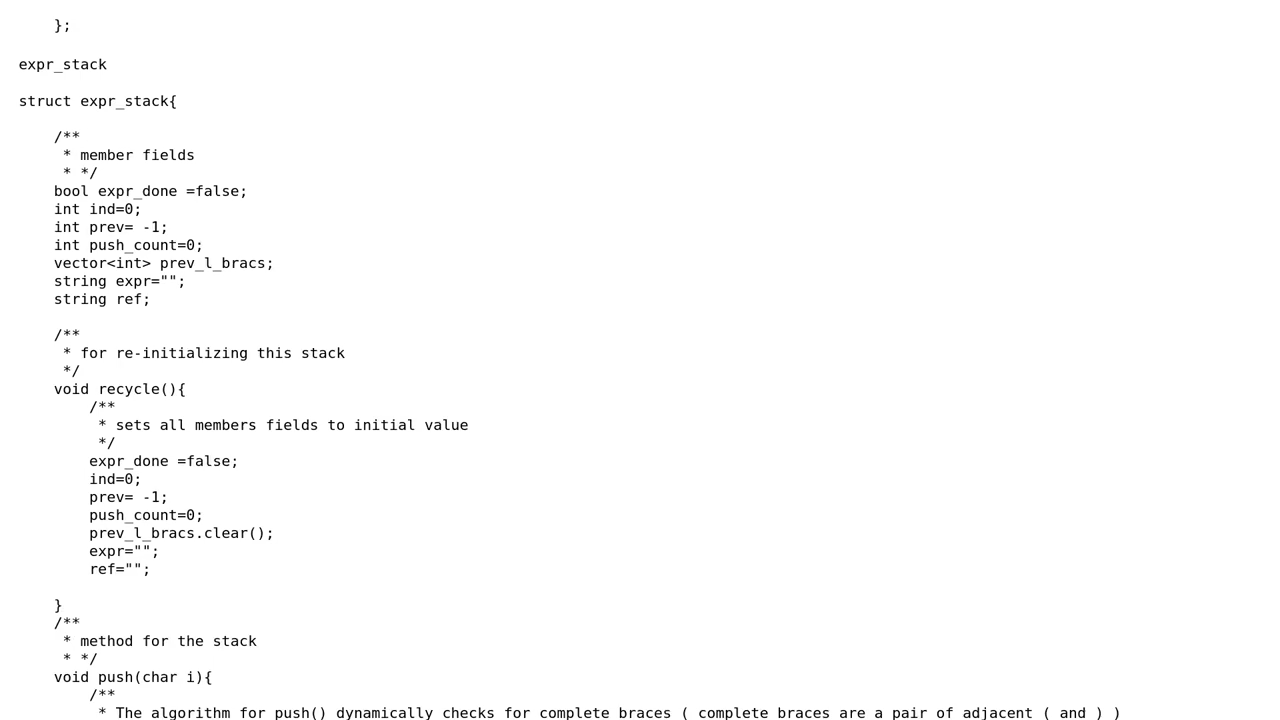 };
expr_stack
struct expr_stack{
    /**
     * member fields
     * */
    bool expr_done =false;
    int ind=0;
    int prev= -1;
    int push_count=0;
    vector<int> prev_l_bracs;
    string expr="";
    string ref;
    /**
     * for re-initializing this stack
     */
    void recycle(){
        /**
         * sets all members fields to initial value
         */
        expr_done =false;
        ind=0;
        prev= -1;
        push_count=0;
        prev_l_bracs.clear();
        expr="";
        ref="";
    }
    /**
     * method for the stack
     * */
    void push(char i){
        /**
         * The algorithm for push() dynamically checks for complete braces ( complete braces are a pair of adjacent ( and ) )